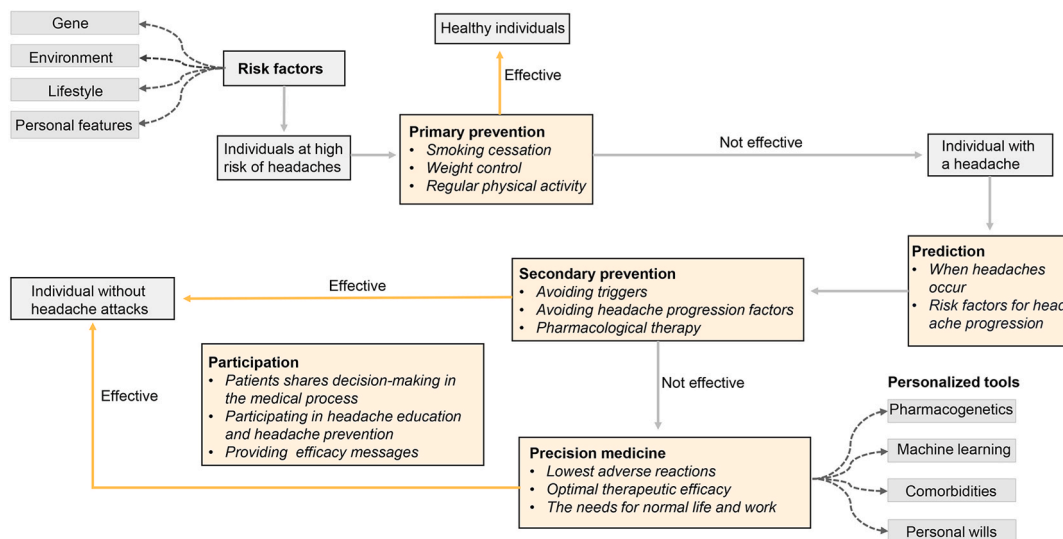 Gene
Environment
Lifestyle
Personal features
Risk factors
Individuals at high
risk of headaches
Healthy individuals
Effective
Primary prevention
• Smoking cessation
• Weight control
• Regular physical activity
Not effective
Individual with
a headache
Prediction
• When headaches
occur
• Risk factors for head
ache progression
Secondary prevention
• Avoiding triggers
• Avoiding headache progression factors
• Pharmacological therapy
Effective
Individual without
headache attacks
Effective
Participation
• Patients shares decision-making in
the medical process
• Participating in headache education
and headache prevention
• Providing efficacy messages
Not effective
Precision medicine
• Lowest adverse reactions
• Optimal therapeutic efficacy
• The needs for normal life and work
Personalized tools
Pharmacogenetics
Machine learning
Comorbidities
Personal wills